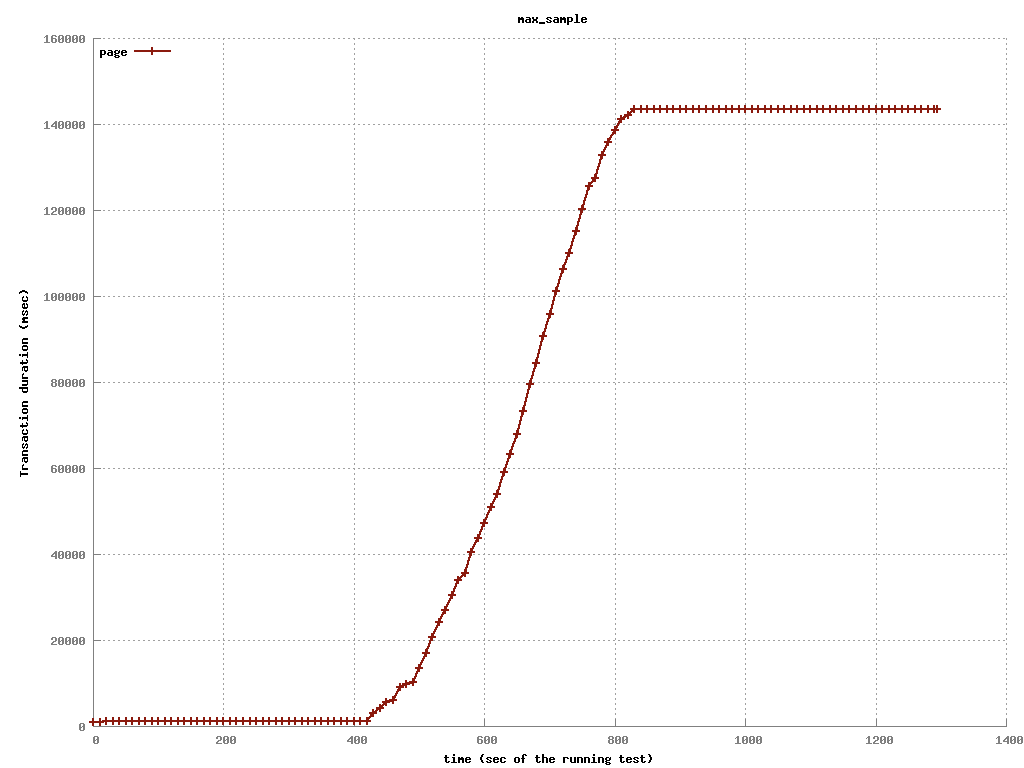 max_sample
page
160000
140000
120000
100000
80000
60000
40000
20000
0
Transaction duration (msec)
0 200 400 600 800 1000 1200 1400
time (sec of the running test)